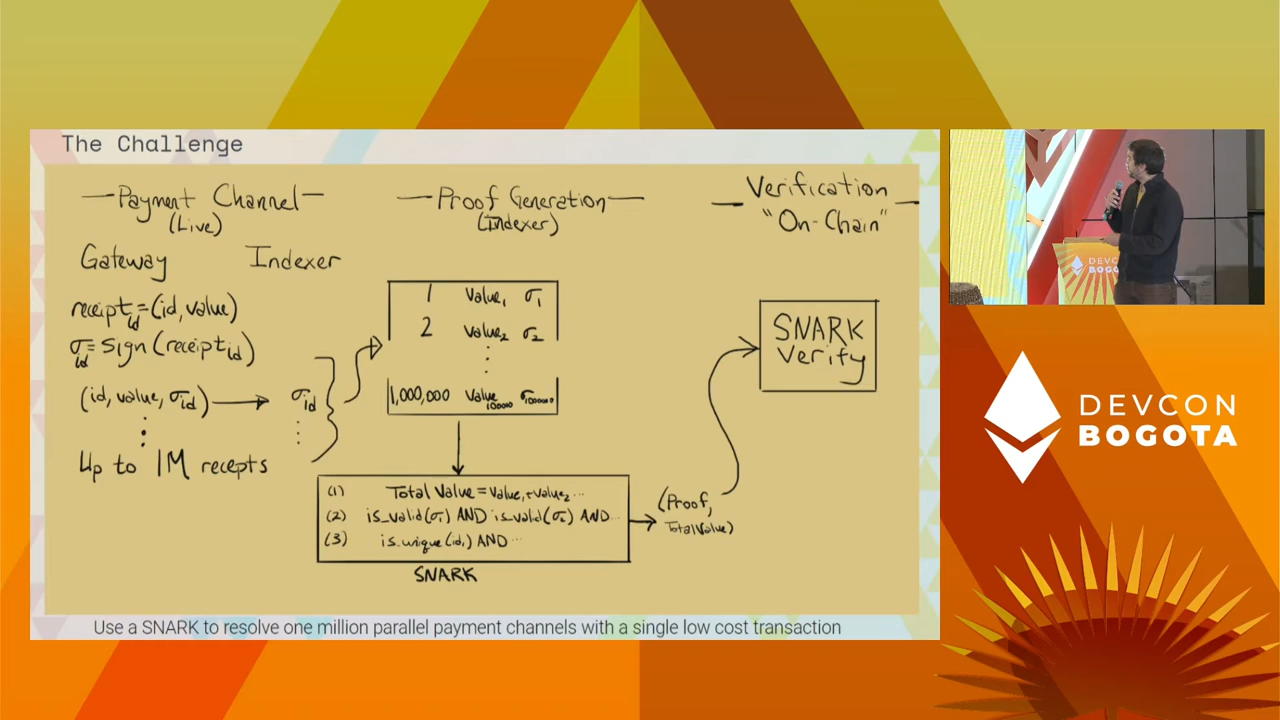 The Challenge
— Payment Channel —
(Live)
Gateway
Indexer
receipt_id=(id, value)
σ_id=sign(receipt_id)
(id, value, σ_id) → σ_id
⋮
Up to 1M recepts
— Proof Generation —
(Indexer)
1 value₁ σ₁
2 value₂ σ₂
⋮
1,000,000 value₁₀₀₀₀₀₀ σ₁₀₀₀₀₀₀
(1) Total Value = value₁+value₂...
(2) is_valid(σ₁) AND is_valid(σ₂) AND...
(3) is_unique(id₁) AND...
SNARK
(Proof,
TotalValue)
— Verification —
"On-Chain"
SNARK
Verify
Use a SNARK to resolve one million parallel payment channels with a single low cost transaction
DEVCON
BOGOTA